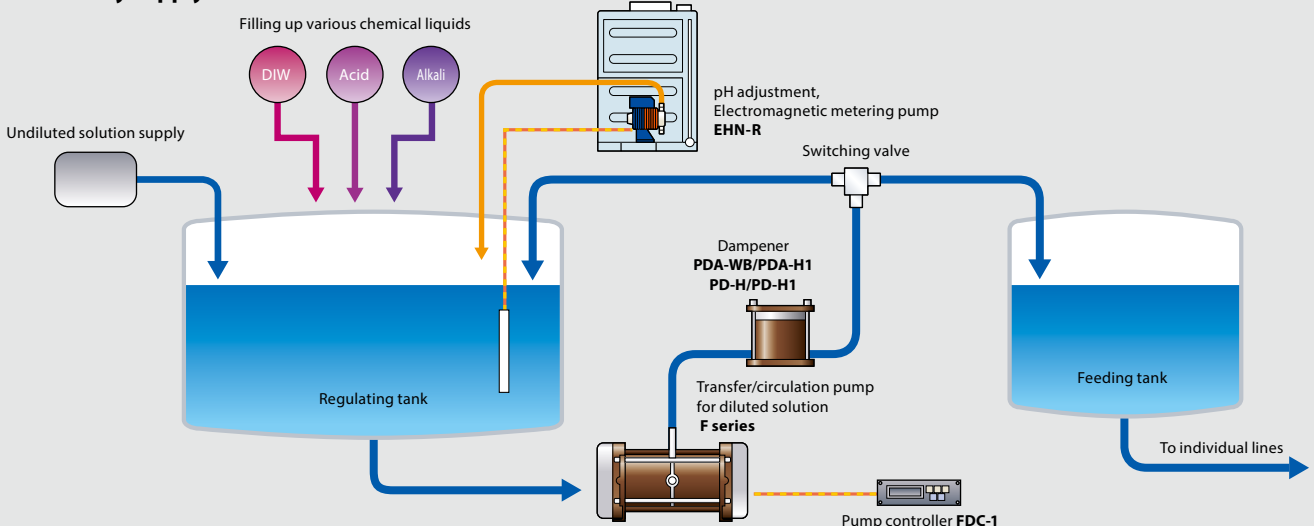 Filling up various chemical liquids
DIW
Acid
Alkali
Undiluted solution supply
pH adjustment,
Electromagnetic metering pump
EHN-R
Switching valve
Dampener
PDA-WB/PDA-H1
PD-H/PD-H1
Transfer/circulation pump
for diluted solution
F series
Regulating tank
Feeding tank
To individual lines
Pump controller FDC-1